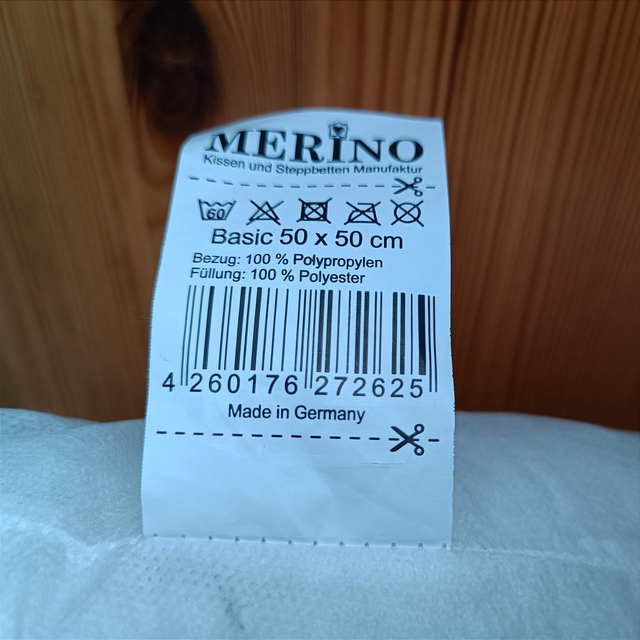 MERINO
Kissen und Steppbetten Manufaktur
60
Basic 50 x 50 cm
Bezug: 100 % Polypropylen
Füllung: 100 % Polyester
4 260176 272625
Made in Germany